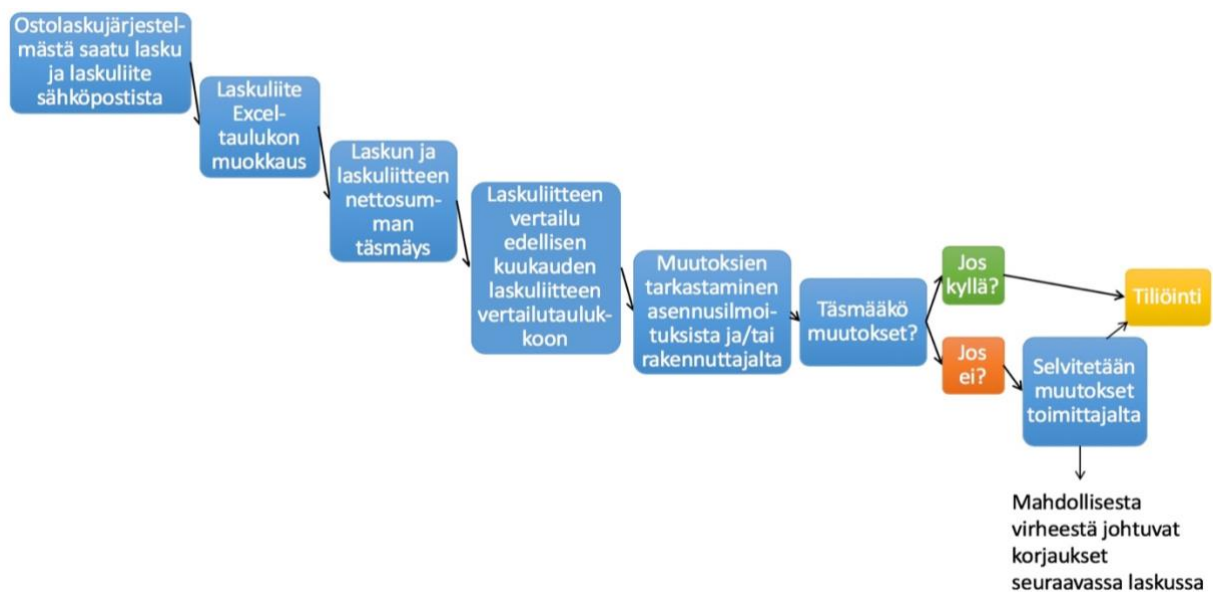 Ostolaskujärjestel-
mästä saatu lasku
ja laskuliite
sähköpostista
Laskuliite
Excel-
taulukon
muokkaus
Laskun ja
laskuliitteen
nettosum-
man
täsmäys
Laskuliitteen
vertailu
edellisen
kuukauden
laskuliitteen
vertailutauluk-
koon
Muutoksien
tarkastaminen
asennusilmoi-
tuksista ja/tai
rakennuttajalta
Täsmääkö
muutokset?
Jos
kyllä?
Jos
ei?
Tiliöinti
Selvitetään
muutokset
toimittajalta
Mahdollisesta
virheestä johtuvat
korjaukset
seuraavassa laskussa